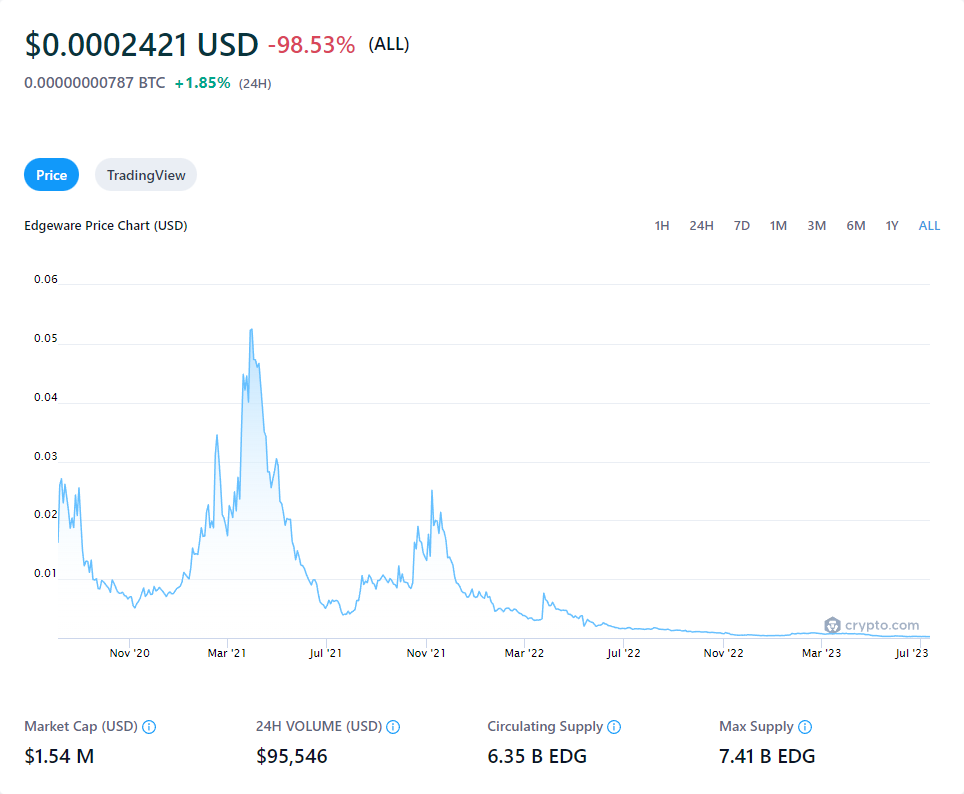 $0.0002421 USD -98.53% (ALL)
0.00000000787 BTC +1.85% (24H)
Price TradingView
Edgeware Price Chart (USD) 1H 24H 7D 1M 3M 6M 1Y ALL
0.06
0.05
0.04
0.03
0.02
0.01
crypto.com
Nov '20 Mar '21 Jul '21 Nov '21 Mar '22 Jul '22 Nov '22 Mar '23 Jul '23
Market Cap (USD) 24H VOLUME (USD) Circulating Supply Max Supply
$1.54 M $95,546 6.35 B EDG 7.41 B EDG